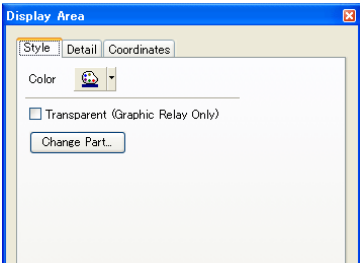 Display Area
Style Detail Coordinates
Color
Transparent (Graphic Relay Only)
Change Part...